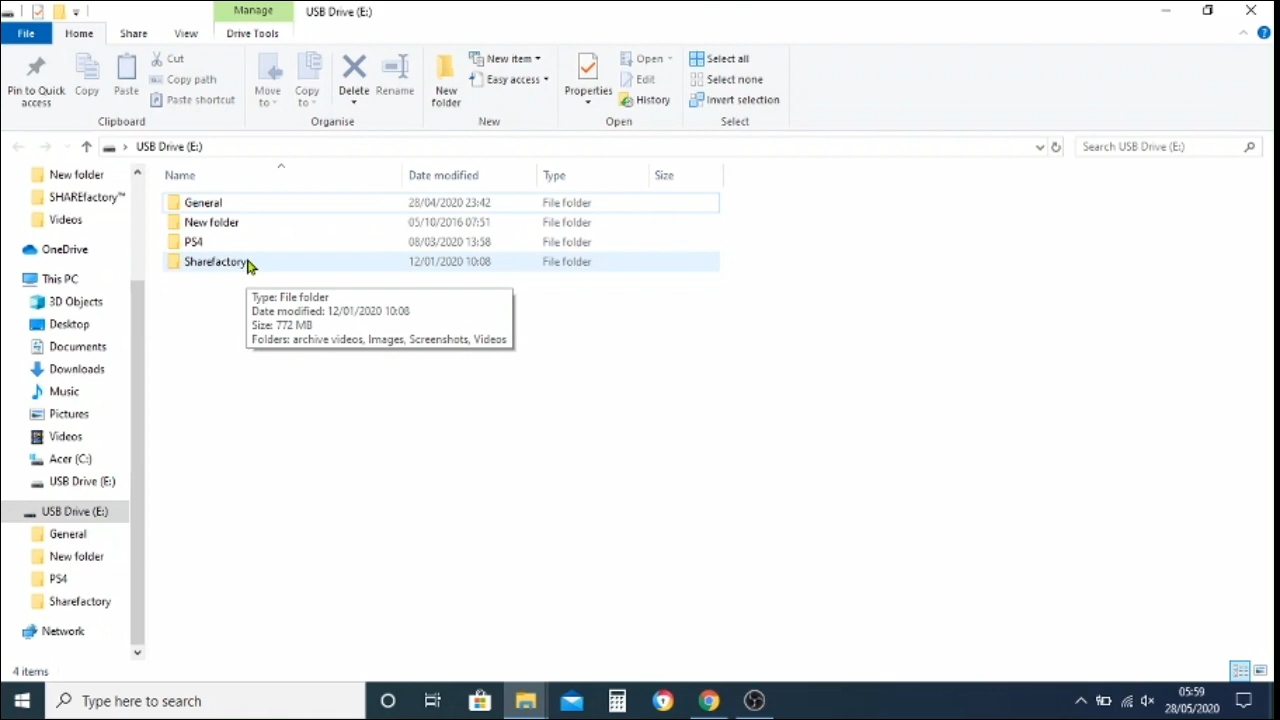 Manage
USB Drive (E:)
File
Home
Share
View
Drive Tools
Pin to Quick access
Copy
Paste
Cut
Copy path
Paste shortcut
Clipboard
Move to
Copy to
Delete
Rename
Organise
New folder
New item
Easy access
New
Properties
Open
Edit
History
Open
Select all
Select none
Invert selection
Select
USB Drive (E:)
Search USB Drive (E:)
New folder
SHAREfactory™
Videos
OneDrive
This PC
3D Objects
Desktop
Documents
Downloads
Music
Pictures
Videos
Acer (C:)
USB Drive (E:)
USB Drive (E:)
General
New folder
PS4
Sharefactory
Network
Name Date modified Type Size
General 28/04/2020 23:42 File folder
New folder 05/10/2016 07:51 File folder
PS4 08/03/2020 13:58 File folder
Sharefactory 12/01/2020 10:08 File folder
Type: File folder
Date modified: 12/01/2020 10:08
Size: 772 MB
Folders: archive videos, Images, Screenshots, Videos
4 items
Type here to search
05:59
28/05/2020